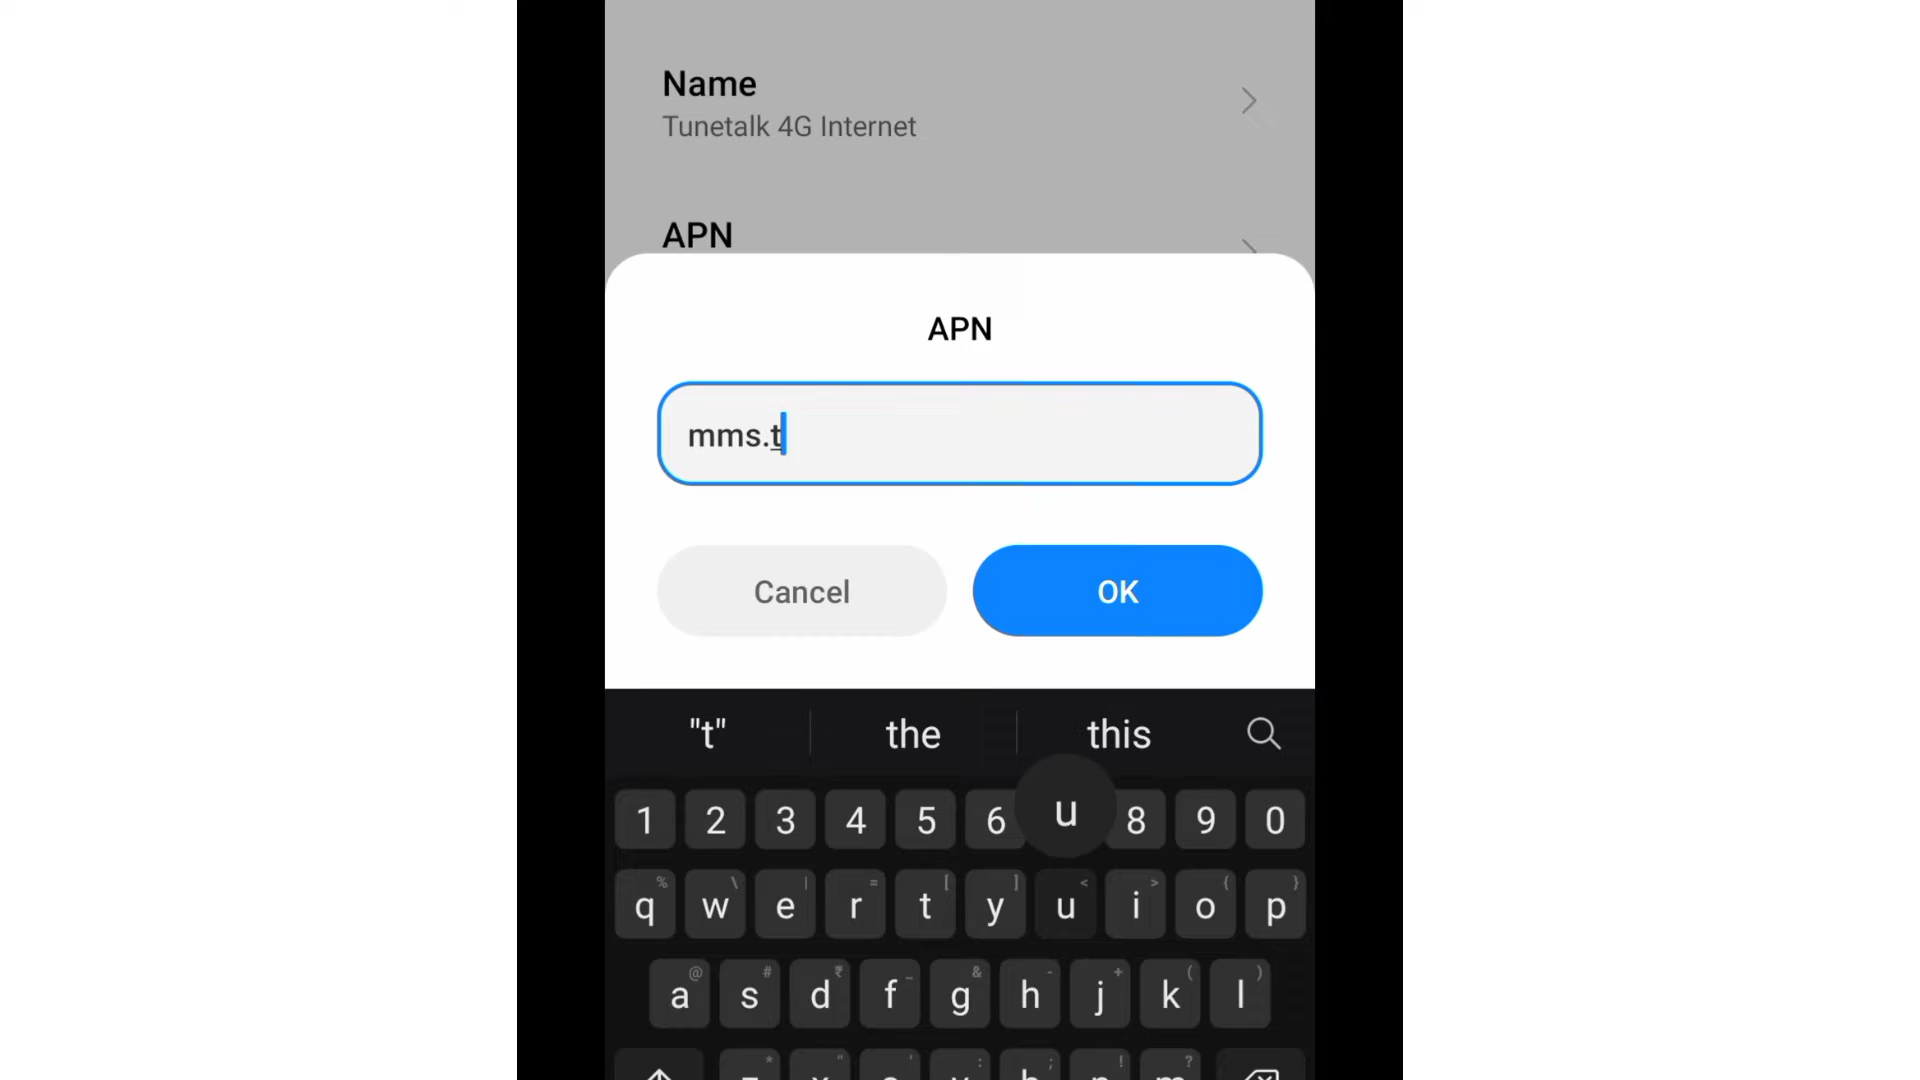 Name
Tunetalk 4G Internet
APN
APN
mms.t
Cancel OK
"t" the this
u
1 2 3 4 5 6 8 9 0
% \ | = [ ] < > { }
q w e r t y u i o p
@ # ₹ _ & - + ( )
a s d f g h j k l
* " ' : ; ! ?